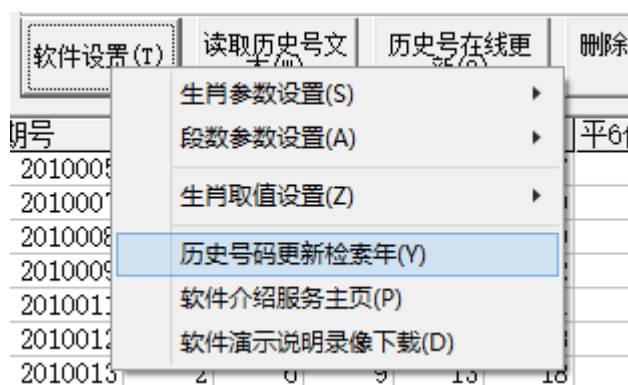 软件设置(T)
读取历史号文
历史号在线更
删除
生肖参数设置(S)
段数参数设置(A)
生肖取值设置(Z)
历史号码更新检索年(Y)
软件介绍服务主页(P)
软件演示说明录像下载(D)
期号
平6
2010005
2010007
2010008
2010009
2010011
2010012
2010013